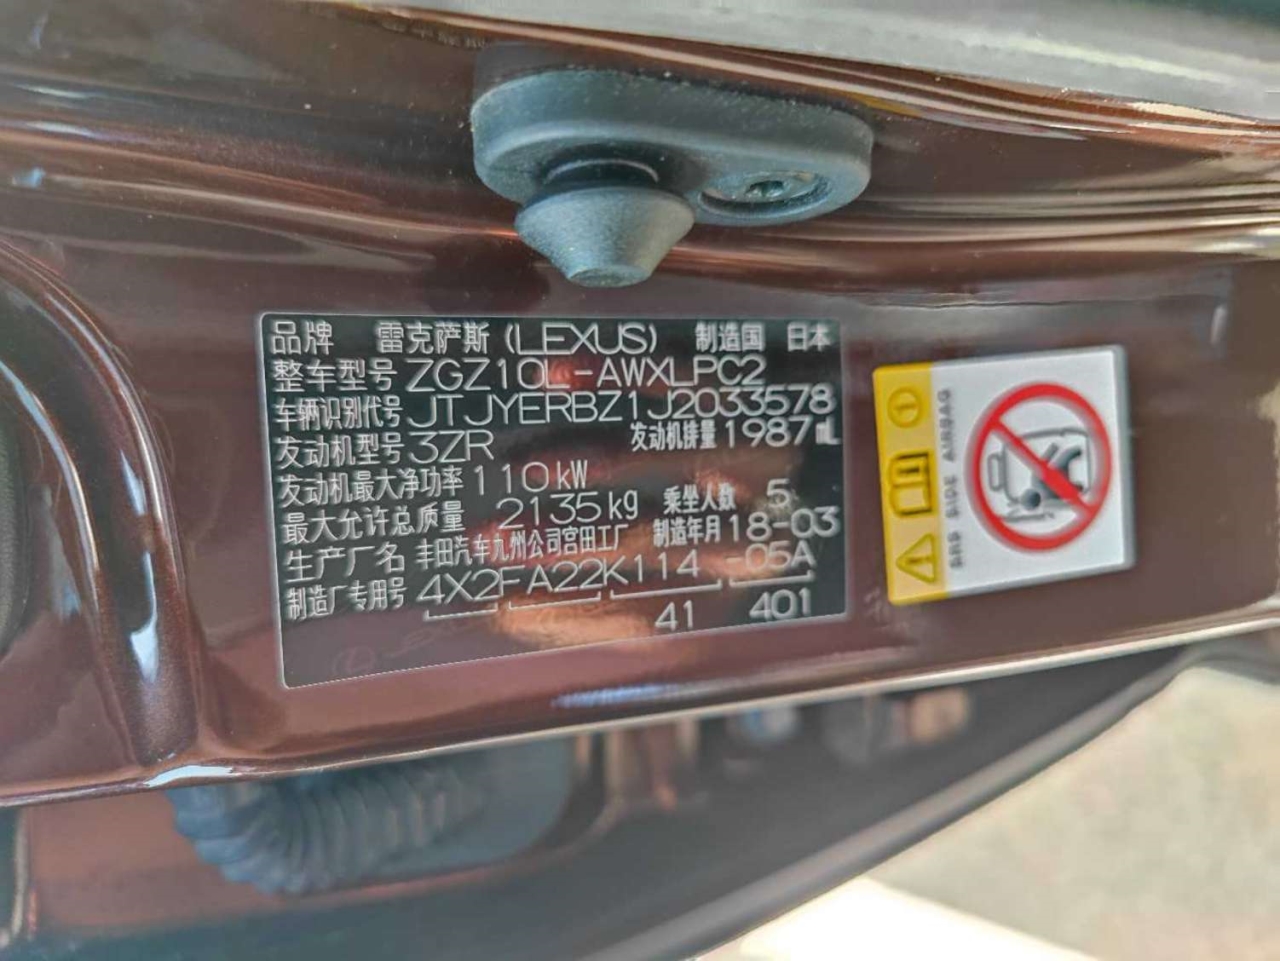 品牌 雷克萨斯(LEXUS) 制造国 日本
整车型号 ZGZ10L-AWXLPC2
车辆识别代号 JTJYERBZ1J2033578
发动机型号 3ZR 发动机排量 1987mL
发动机最大净功率 110kW
最大允许总质量 2135kg 乘坐人数 5
生产厂名 丰田汽车九州公司宫田工厂 制造年月 18-03
制造厂专用号 4X2FA22K114-05A
41 401
SRS SIDE AIRBAG